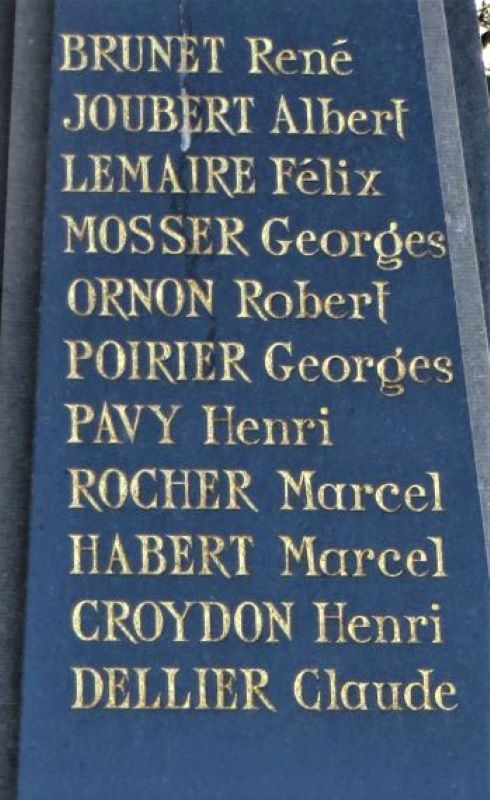 BRUNET René
JOUBERT Albert
LEMAIRE Félix
MOSSER Georges
ORNON Robert
POIRIER Georges
PAVY Henri
ROCHER Marcel
HABERT Marcel
CROYDON Henri
DELLIER Claude